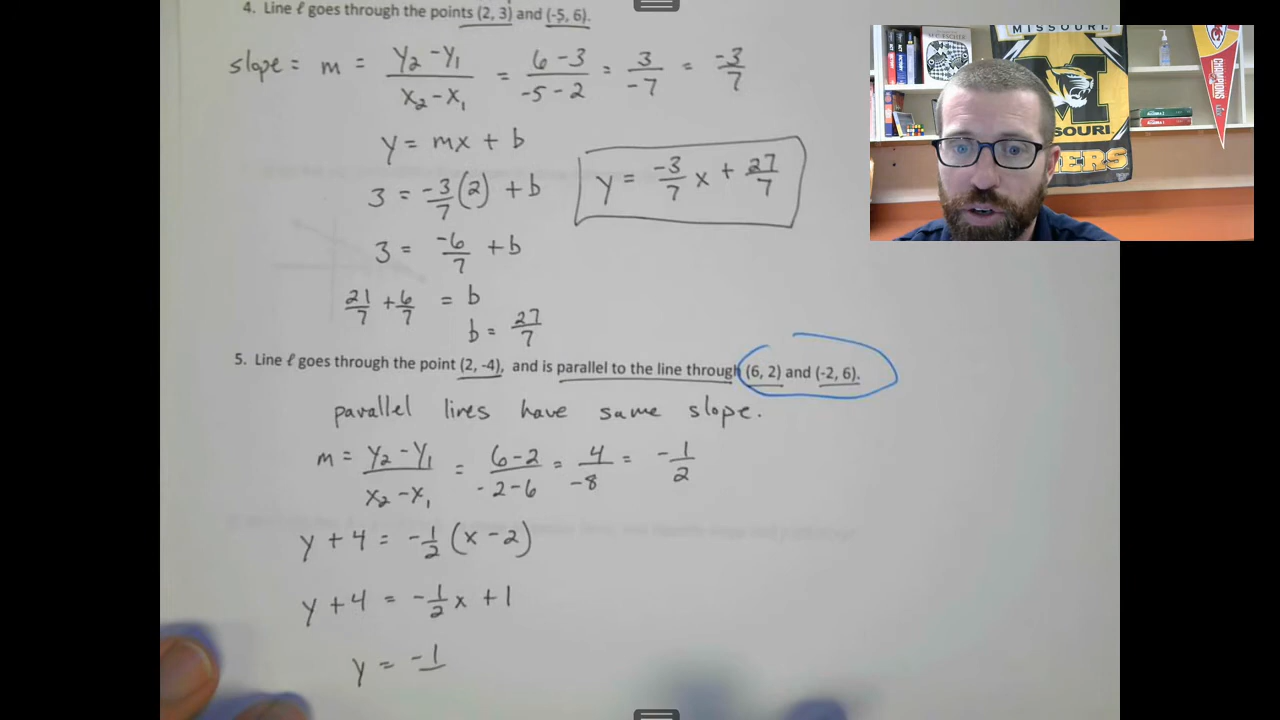 4. Line ℓ goes through the points (2, 3) and (-5, 6).
slope = m = y₂ - y₁ / x₂ - x₁ = 6 - 3 / -5 - 2 = 3 / -7 = -3 / 7
y = mx + b
y = -3/7 x + 27/7
3 = -3/7 (2) + b
3 = -6/7 + b
21/7 + 6/7 = b
b = 27/7
5. Line ℓ goes through the point (2, -4), and is parallel to the line through (6, 2) and (-2, 6).
parallel lines have same slope.
m = y₂ - y₁ / x₂ - x₁ = 6 - 2 / -2 - 6 = 4 / -8 = - 1/2
y + 4 = -1/2 (x - 2)
y + 4 = -1/2 x + 1
y = -1
MISSOURI
M
SOURI
ERS
CHIEFS
CHAMPIONS
M.C. ESCHER